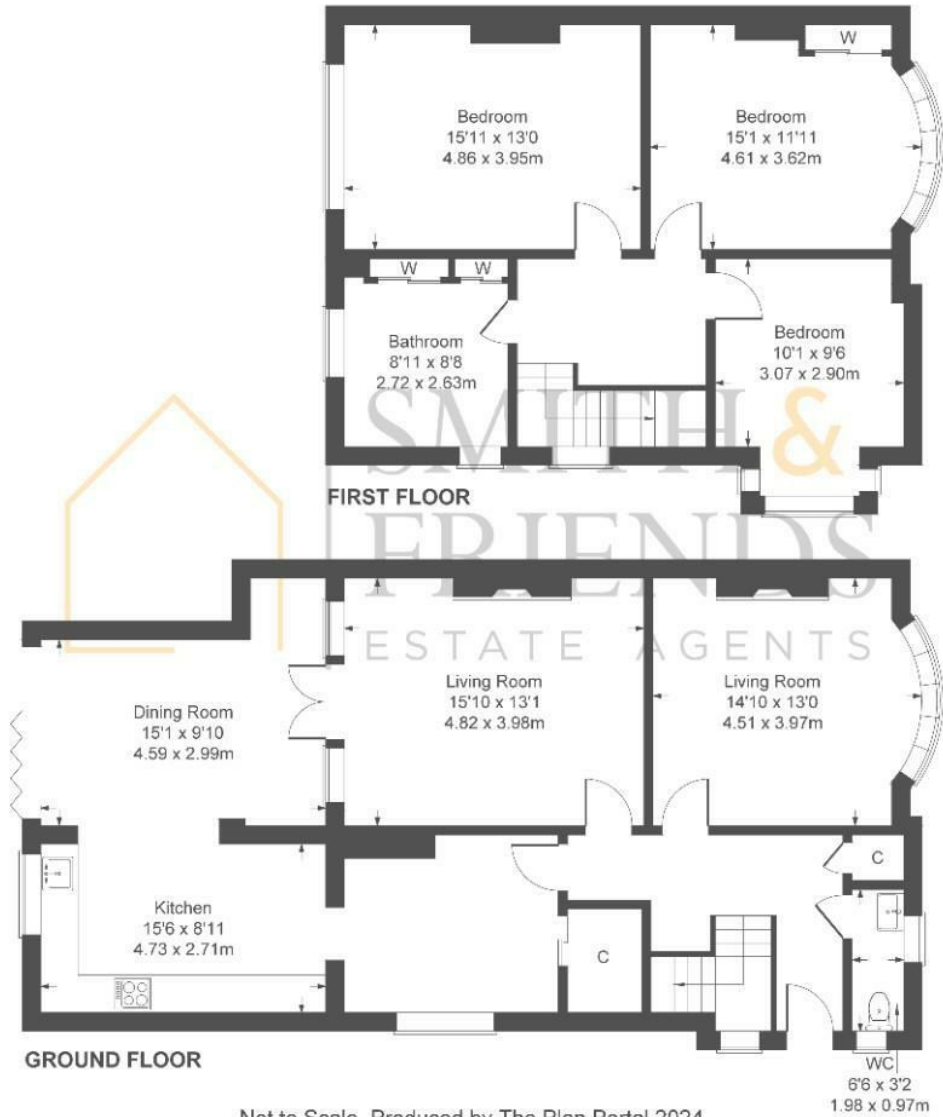 W
Bedroom
15'11 x 13'0
4.86 x 3.95m
Bedroom
15'1 x 11'11
4.61 x 3.62m
W
W
Bathroom
8'11 x 8'8
2.72 x 2.63m
Bedroom
10'1 x 9'6
3.07 x 2.90m
SMITH &
FRIENDS
ESTATE AGENTS
FIRST FLOOR
Living Room
15'10 x 13'1
4.82 x 3.98m
Living Room
14'10 x 13'0
4.51 x 3.97m
Dining Room
15'1 x 9'10
4.59 x 2.99m
C
Kitchen
15'6 x 8'11
4.73 x 2.71m
C
GROUND FLOOR
WC
6'6 x 3'2
1.98 x 0.97m
Not to Scale. Produced by The Plan Portal 2024